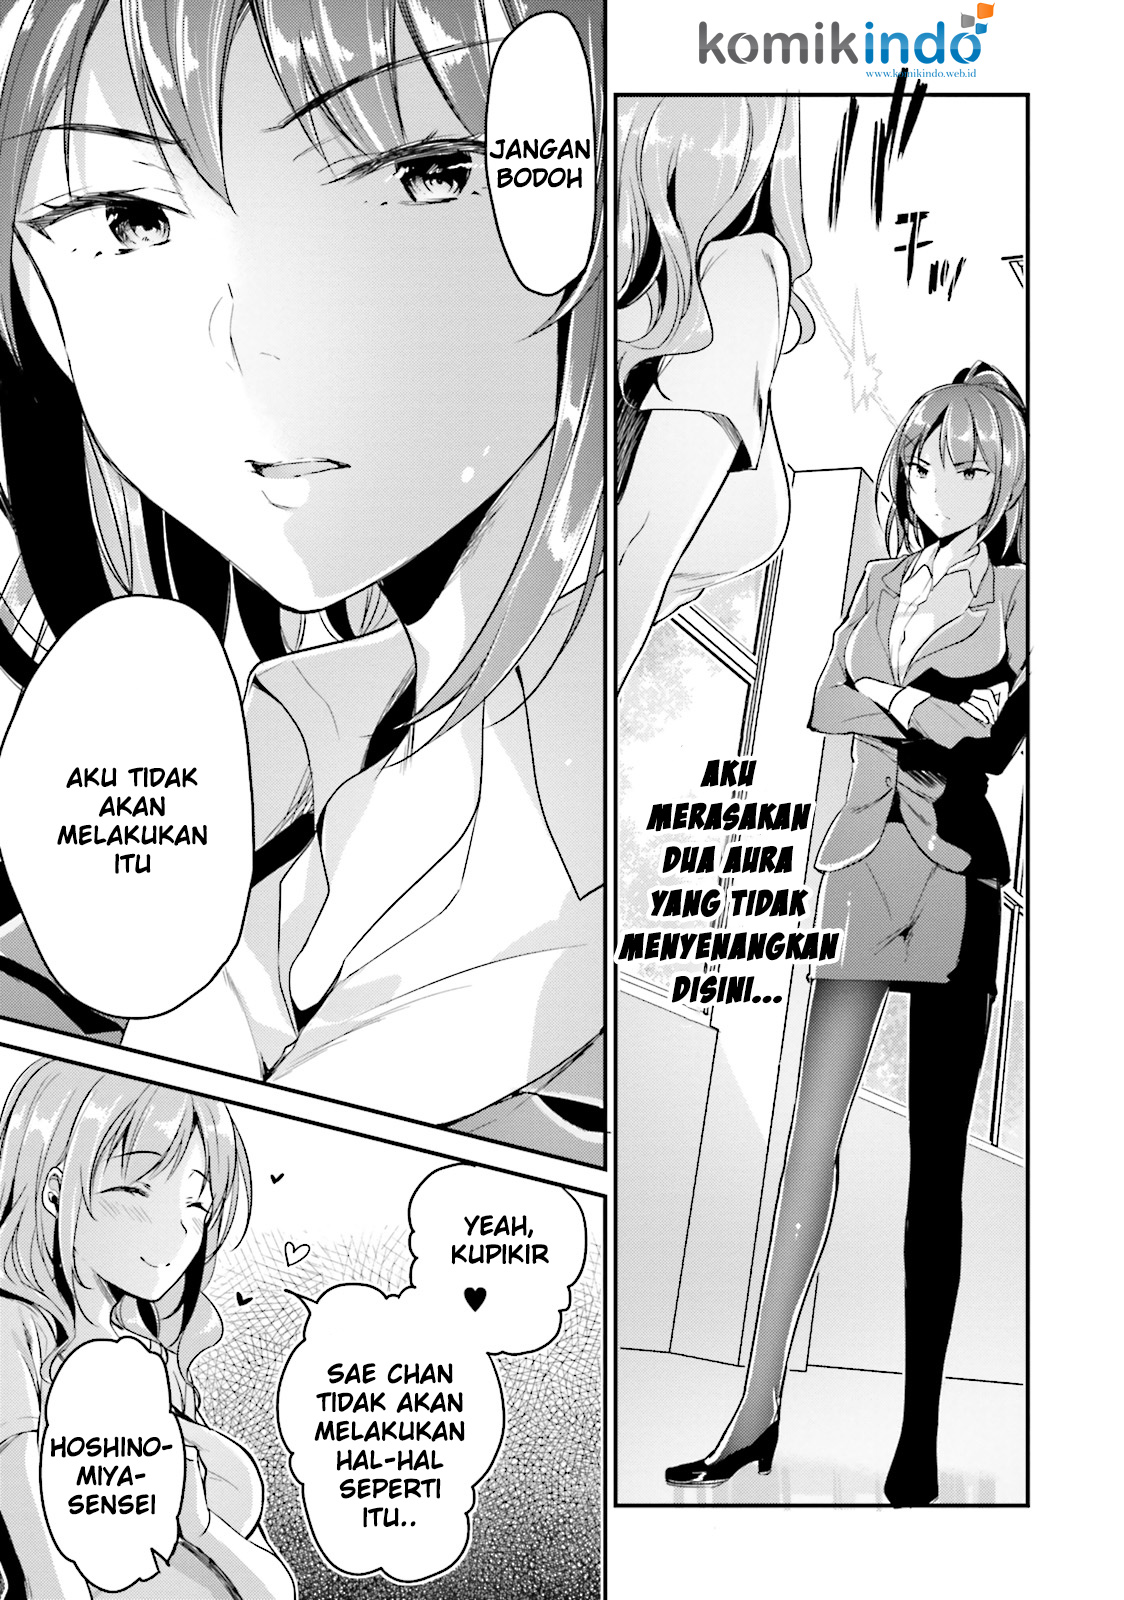 komikindo
www.komikindo.web.id
AKU
MERASAKAN
DUA AURA
YANG TIDAK
MENYENANGKAN
DISINI...
JANGAN
BODOH
AKU TIDAK
AKAN
MELAKUKAN
ITU
YEAH,
KUPIKIR
♥
SAE CHAN
TIDAK AKAN
MELAKUKAN
HAL-HAL
SEPERTI
ITU..
HOSHINO-
MIYA-
SENSEI